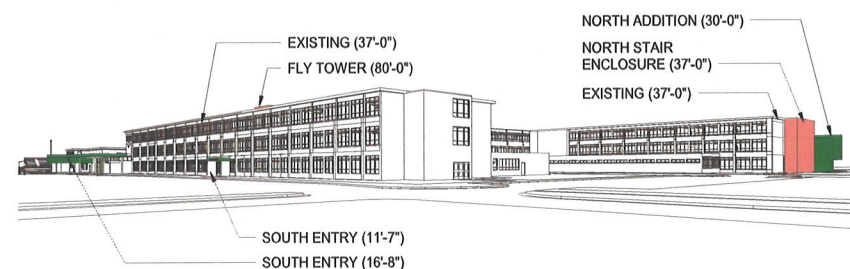 NORTH ADDITION (30'-0")
EXISTING (37'-0")
NORTH STAIR
ENCLOSURE (37'-0")
FLY TOWER (80'-0")
EXISTING (37'-0")
SOUTH ENTRY (11'-7")
SOUTH ENTRY (16'-8")